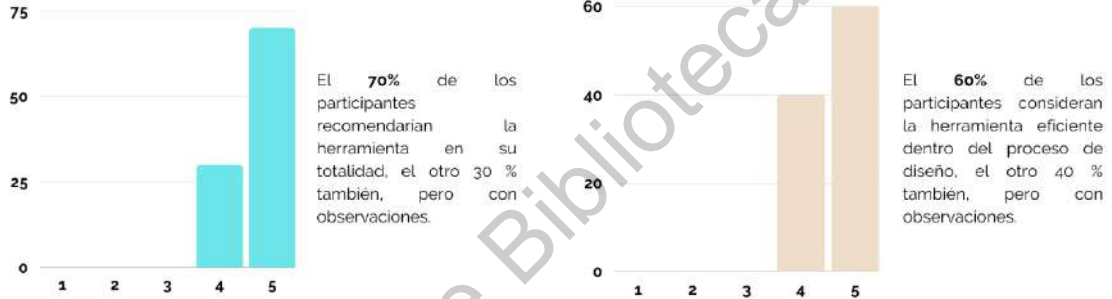 75
50
25
0
1 2 3 4 5
El 70% de los
participantes
recomendarian la
herramienta en su
totalidad, el otro 30 %
también, pero con
observaciones.
60
40
20
0
1 2 3 4 5
El 60% de los
participantes consideran
la herramienta eficiente
dentro del proceso de
diseño, el otro 40 %
también, pero con
observaciones.
e Biblioteca